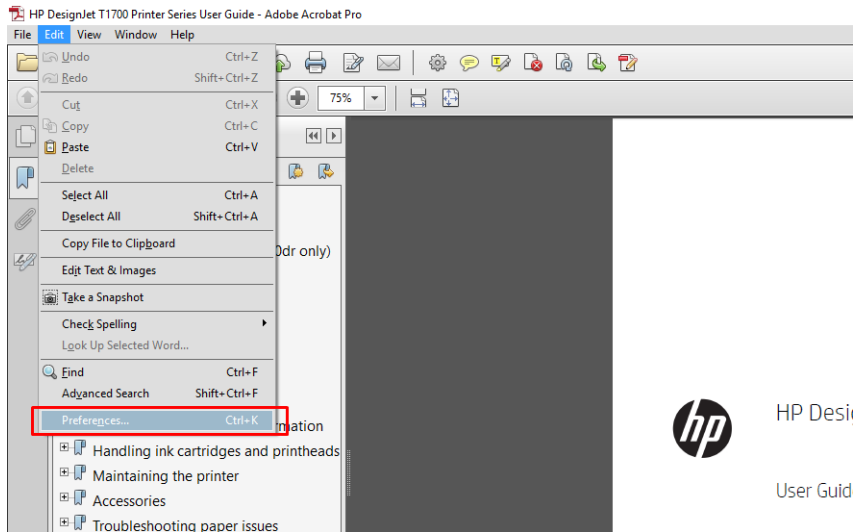 HP DesignJet T1700 Printer Series User Guide - Adobe Acrobat Pro
File Edit View Window Help
Undo Ctrl+Z
Redo Shift+Ctrl+Z
75%
Cut Ctrl+X
Copy Ctrl+C
Paste Ctrl+V
Delete
Select All Ctrl+A
Deselect All Shift+Ctrl+A
Copy File to Clipboard
0dr only)
Edit Text & Images
Take a Snapshot
Check Spelling
Look Up Selected Word...
Find Ctrl+F
Advanced Search Shift+Ctrl+F
Preferences... Ctrl+K
rmation
Handling ink cartridges and printheads
Maintaining the printer
Accessories
Troubleshooting paper issues
hp
HP Desig
User Guid